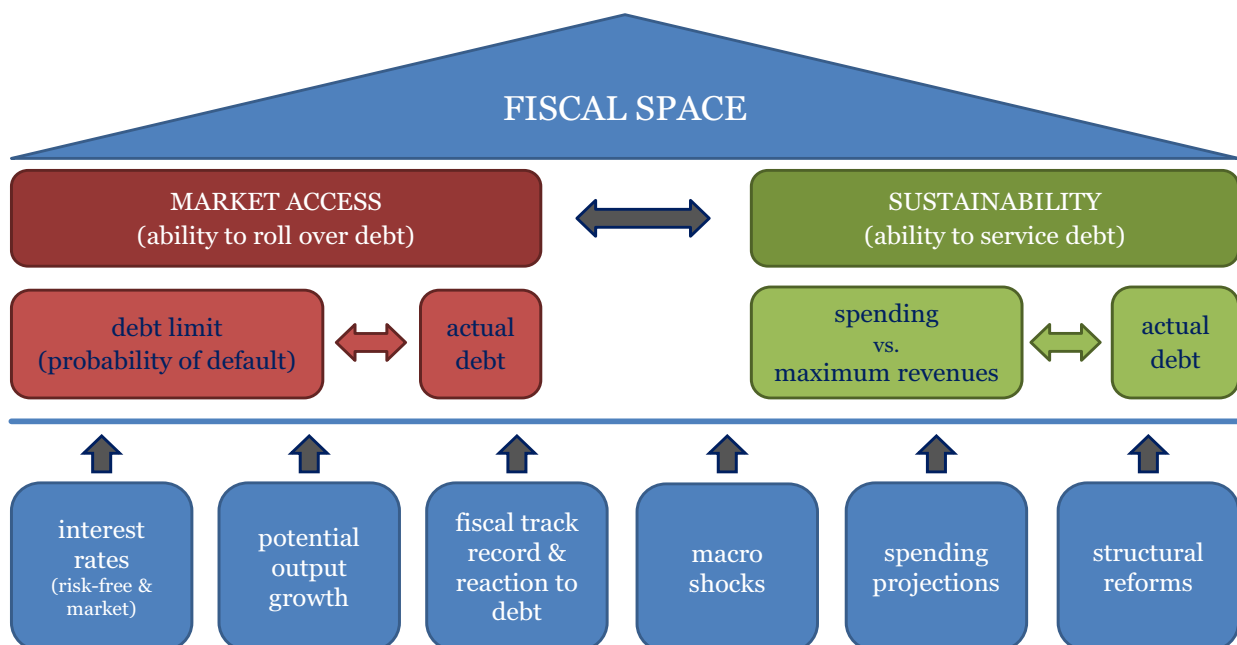 FISCAL SPACE
MARKET ACCESS
(ability to roll over debt)
SUSTAINABILITY
(ability to service debt)
debt limit
(probability of default)
actual
debt
spending
vs.
maximum revenues
actual
debt
interest
rates
(risk-free &
market)
potential
output
growth
fiscal track
record &
reaction to
debt
macro
shocks
spending
projections
structural
reforms